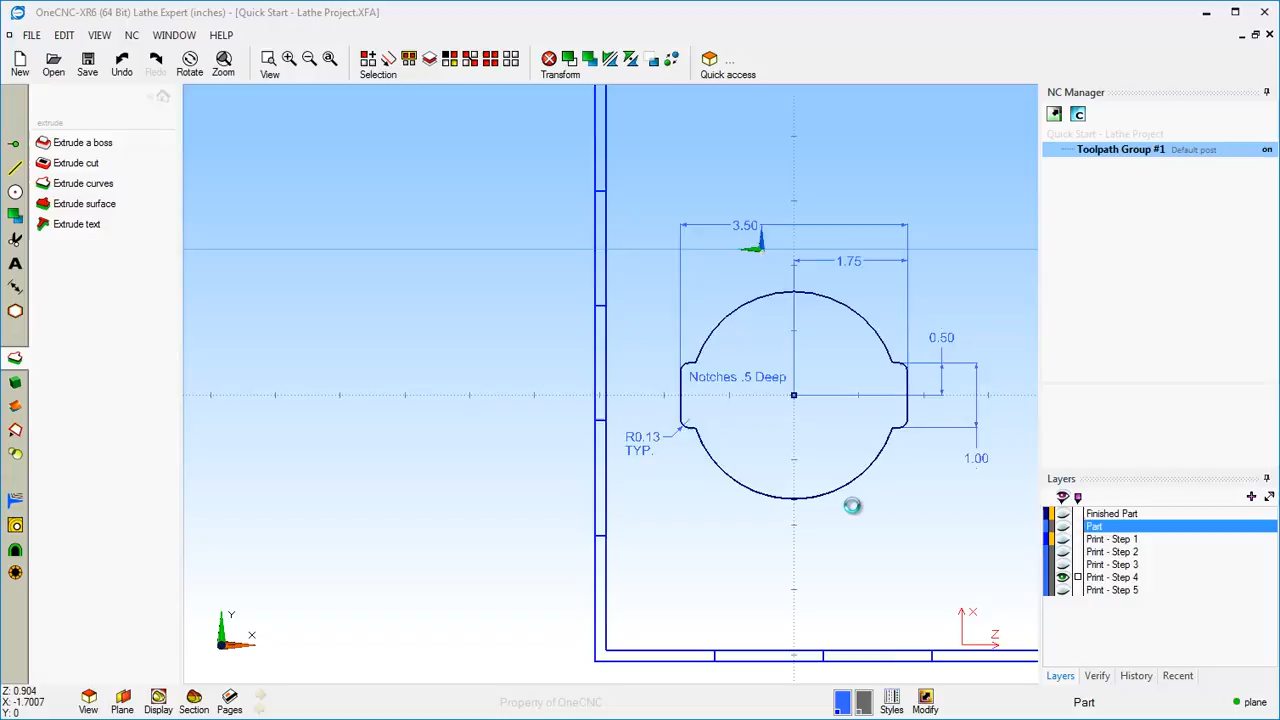 OneCNC-XR6 (64 Bit) Lathe Expert (inches) - [Quick Start - Lathe Project.XFA]
FILE EDIT VIEW NC WINDOW HELP
New Open Save Undo Redo Rotate Zoom View Selection Transform Quick access
extrude
Extrude a boss
Extrude cut
Extrude curves
Extrude surface
Extrude text
3.50
1.75
0.50
Notches .5 Deep
R0.13
TYP.
1.00
Y
X
X
Z
NC Manager
Quick Start - Lathe Project
Toolpath Group #1 Default post on
Layers
Finished Part
Part
Print - Step 1
Print - Step 2
Print - Step 3
Print - Step 4
Print - Step 5
Layers Verify History Recent
Z: 0.904
X: -1.7007
Y: 0
View Plane Display Section Pages
Property of OneCNC
Styles Modify
Part
plane